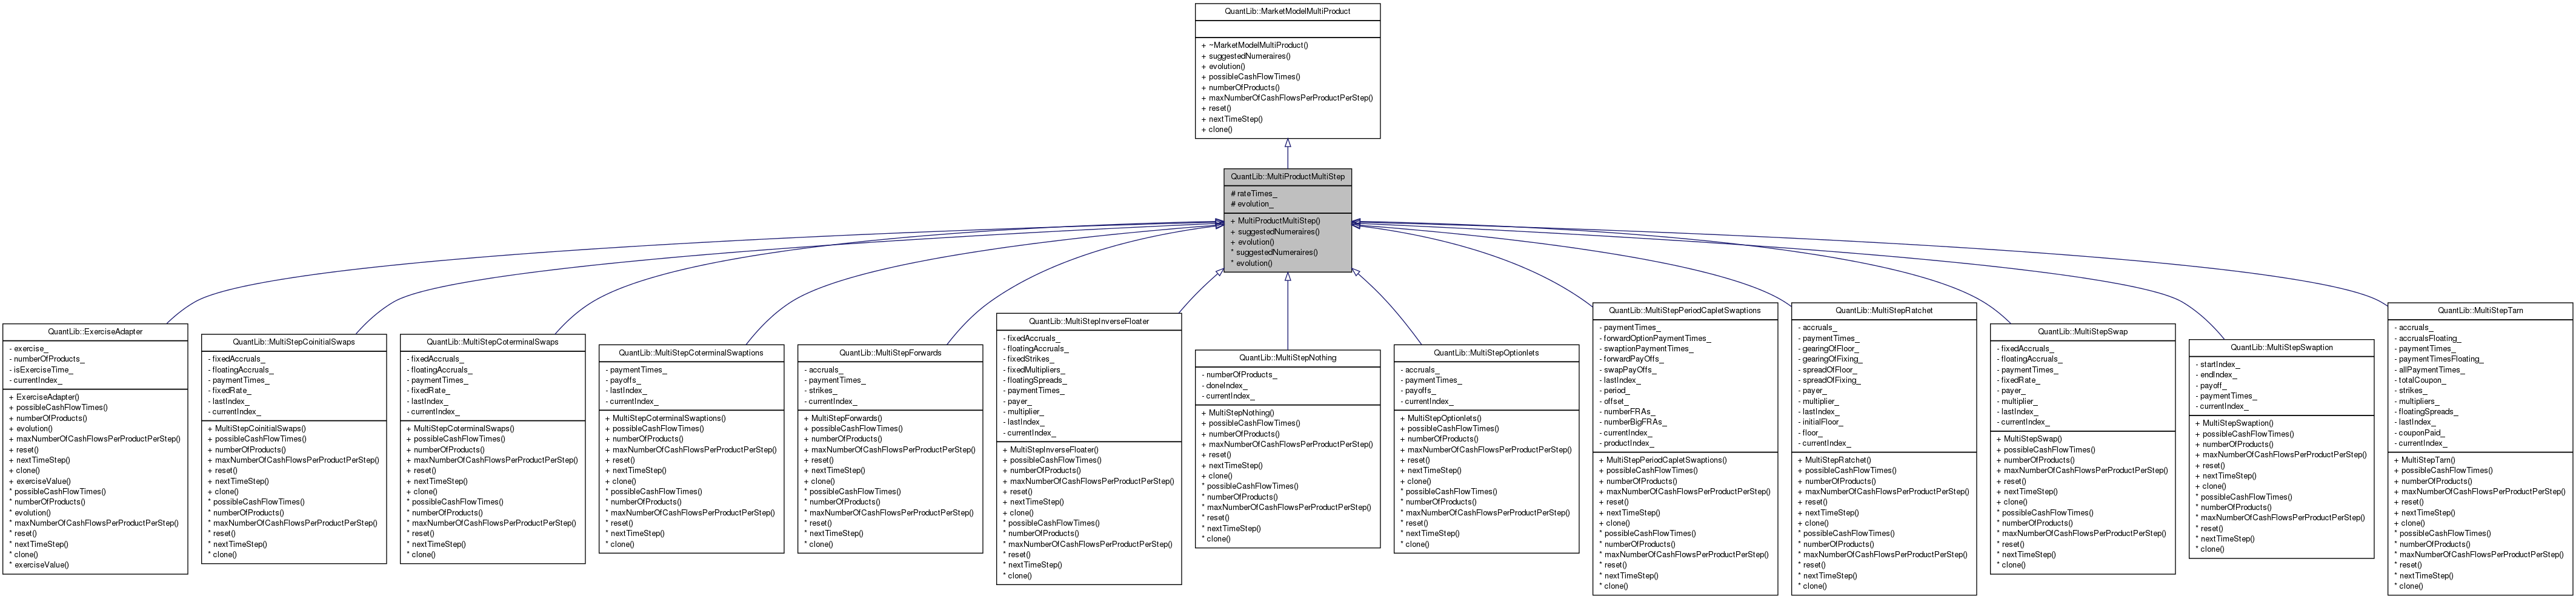 QuantLib::MarketModelMultiProduct
+ ~MarketModelMultiProduct()
+ suggestedNumeraires()
+ evolution()
+ possibleCashFlowTimes()
+ numberOfProducts()
+ maxNumberOfCashFlowsPerProductPerStep()
+ reset()
+ nextTimeStep()
+ clone()
QuantLib::MultiProductMultiStep
# rateTimes_
# evolution_
+ MultiProductMultiStep()
+ suggestedNumeraires()
+ evolution()
* suggestedNumeraires()
* evolution()
QuantLib::ExerciseAdapter
- exercise_
- numberOfProducts_
- isExerciseTime_
- currentIndex_
+ ExerciseAdapter()
+ possibleCashFlowTimes()
+ numberOfProducts()
+ evolution()
+ maxNumberOfCashFlowsPerProductPerStep()
+ reset()
+ nextTimeStep()
+ clone()
+ exerciseValue()
* possibleCashFlowTimes()
* numberOfProducts()
* evolution()
* maxNumberOfCashFlowsPerProductPerStep()
* reset()
* nextTimeStep()
* clone()
* exerciseValue()
QuantLib::MultiStepCoinitialSwaps
- fixedAccruals_
- floatingAccruals_
- paymentTimes_
- fixedRate_
- lastIndex_
- currentIndex_
+ MultiStepCoinitialSwaps()
+ possibleCashFlowTimes()
+ numberOfProducts()
+ maxNumberOfCashFlowsPerProductPerStep()
+ reset()
+ nextTimeStep()
+ clone()
* possibleCashFlowTimes()
* numberOfProducts()
* maxNumberOfCashFlowsPerProductPerStep()
* reset()
* nextTimeStep()
* clone()
QuantLib::MultiStepCoterminalSwaps
- fixedAccruals_
- floatingAccruals_
- paymentTimes_
- fixedRate_
- lastIndex_
- currentIndex_
+ MultiStepCoterminalSwaps()
+ possibleCashFlowTimes()
+ numberOfProducts()
+ maxNumberOfCashFlowsPerProductPerStep()
+ reset()
+ nextTimeStep()
+ clone()
* possibleCashFlowTimes()
* numberOfProducts()
* maxNumberOfCashFlowsPerProductPerStep()
* reset()
* nextTimeStep()
* clone()
QuantLib::MultiStepCoterminalSwaptions
- paymentTimes_
- payoffs_
- lastIndex_
- currentIndex_
+ MultiStepCoterminalSwaptions()
+ possibleCashFlowTimes()
+ numberOfProducts()
+ maxNumberOfCashFlowsPerProductPerStep()
+ reset()
+ nextTimeStep()
+ clone()
* possibleCashFlowTimes()
* numberOfProducts()
* maxNumberOfCashFlowsPerProductPerStep()
* reset()
* nextTimeStep()
* clone()
QuantLib::MultiStepForwards
- accruals_
- paymentTimes_
- strikes_
- currentIndex_
+ MultiStepForwards()
+ possibleCashFlowTimes()
+ numberOfProducts()
+ maxNumberOfCashFlowsPerProductPerStep()
+ reset()
+ nextTimeStep()
+ clone()
* possibleCashFlowTimes()
* numberOfProducts()
* maxNumberOfCashFlowsPerProductPerStep()
* reset()
* nextTimeStep()
* clone()
QuantLib::MultiStepInverseFloater
- fixedAccruals_
- floatingAccruals_
- fixedStrikes_
- fixedMultipliers_
- floatingSpreads_
- paymentTimes_
- payer_
- multiplier_
- lastIndex_
- currentIndex_
+ MultiStepInverseFloater()
+ possibleCashFlowTimes()
+ numberOfProducts()
+ maxNumberOfCashFlowsPerProductPerStep()
+ reset()
+ nextTimeStep()
+ clone()
* possibleCashFlowTimes()
* numberOfProducts()
* maxNumberOfCashFlowsPerProductPerStep()
* reset()
* nextTimeStep()
* clone()
QuantLib::MultiStepNothing
- numberOfProducts_
- doneIndex_
- currentIndex_
+ MultiStepNothing()
+ possibleCashFlowTimes()
+ numberOfProducts()
+ maxNumberOfCashFlowsPerProductPerStep()
+ reset()
+ nextTimeStep()
+ clone()
* possibleCashFlowTimes()
* numberOfProducts()
* maxNumberOfCashFlowsPerProductPerStep()
* reset()
* nextTimeStep()
* clone()
QuantLib::MultiStepOptionlets
- accruals_
- paymentTimes_
- payoffs_
- currentIndex_
+ MultiStepOptionlets()
+ possibleCashFlowTimes()
+ numberOfProducts()
+ maxNumberOfCashFlowsPerProductPerStep()
+ reset()
+ nextTimeStep()
+ clone()
* possibleCashFlowTimes()
* numberOfProducts()
* maxNumberOfCashFlowsPerProductPerStep()
* reset()
* nextTimeStep()
* clone()
QuantLib::MultiStepPeriodCapletSwaptions
- paymentTimes_
- forwardOptionPaymentTimes_
- swaptionPaymentTimes_
- forwardPayOffs_
- swapPayOffs_
- lastIndex_
- period_
- offset_
- numberFRAs_
- numberBigFRAs_
- currentIndex_
- productIndex_
+ MultiStepPeriodCapletSwaptions()
+ possibleCashFlowTimes()
+ numberOfProducts()
+ maxNumberOfCashFlowsPerProductPerStep()
+ reset()
+ nextTimeStep()
+ clone()
* possibleCashFlowTimes()
* numberOfProducts()
* maxNumberOfCashFlowsPerProductPerStep()
* reset()
* nextTimeStep()
* clone()
QuantLib::MultiStepRatchet
- accruals_
- paymentTimes_
- gearingOfFloor_
- gearingOfFixing_
- spreadOfFloor_
- spreadOfFixing_
- payer_
- multiplier_
- lastIndex_
- initialFloor_
- floor_
- currentIndex_
+ MultiStepRatchet()
+ possibleCashFlowTimes()
+ numberOfProducts()
+ maxNumberOfCashFlowsPerProductPerStep()
+ reset()
+ nextTimeStep()
+ clone()
* possibleCashFlowTimes()
* numberOfProducts()
* maxNumberOfCashFlowsPerProductPerStep()
* reset()
* nextTimeStep()
* clone()
QuantLib::MultiStepSwap
- fixedAccruals_
- floatingAccruals_
- paymentTimes_
- fixedRate_
- payer_
- multiplier_
- lastIndex_
- currentIndex_
+ MultiStepSwap()
+ possibleCashFlowTimes()
+ numberOfProducts()
+ maxNumberOfCashFlowsPerProductPerStep()
+ reset()
+ nextTimeStep()
+ clone()
* possibleCashFlowTimes()
* numberOfProducts()
* maxNumberOfCashFlowsPerProductPerStep()
* reset()
* nextTimeStep()
* clone()
QuantLib::MultiStepSwaption
- startIndex_
- endIndex_
- payoff_
- paymentTimes_
- currentIndex_
+ MultiStepSwaption()
+ possibleCashFlowTimes()
+ numberOfProducts()
+ maxNumberOfCashFlowsPerProductPerStep()
+ reset()
+ nextTimeStep()
+ clone()
* possibleCashFlowTimes()
* numberOfProducts()
* maxNumberOfCashFlowsPerProductPerStep()
* reset()
* nextTimeStep()
* clone()
QuantLib::MultiStepTarn
- accruals_
- accrualsFloating_
- paymentTimes_
- paymentTimesFloating_
- allPaymentTimes_
- totalCoupon_
- strikes_
- multipliers_
- floatingSpreads_
- lastIndex_
- couponPaid_
- currentIndex_
+ MultiStepTarn()
+ possibleCashFlowTimes()
+ numberOfProducts()
+ maxNumberOfCashFlowsPerProductPerStep()
+ reset()
+ nextTimeStep()
+ clone()
* possibleCashFlowTimes()
* numberOfProducts()
* maxNumberOfCashFlowsPerProductPerStep()
* reset()
* nextTimeStep()
* clone()